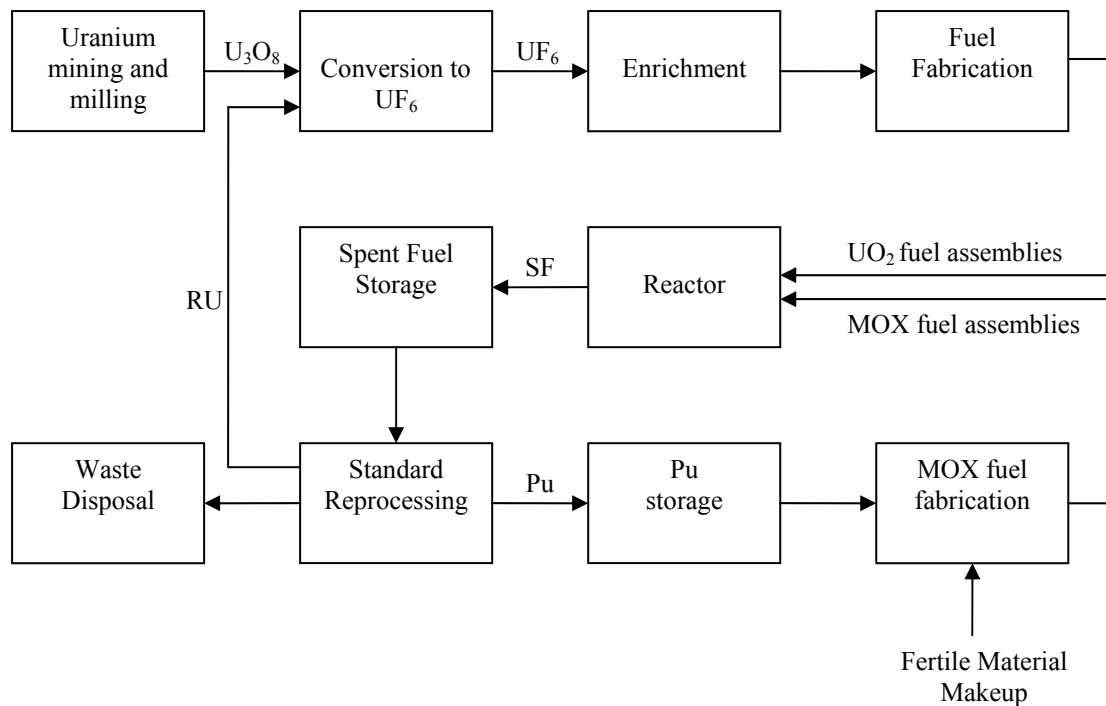 Uranium
mining and
milling
U₃O₈
Conversion to
UF₆
UF₆
Enrichment
Fuel
Fabrication
Spent Fuel
Storage
SF
Reactor
UO₂ fuel assemblies
MOX fuel assemblies
RU
Waste
Disposal
Standard
Reprocessing
Pu
Pu
storage
MOX fuel
fabrication
Fertile Material
Makeup